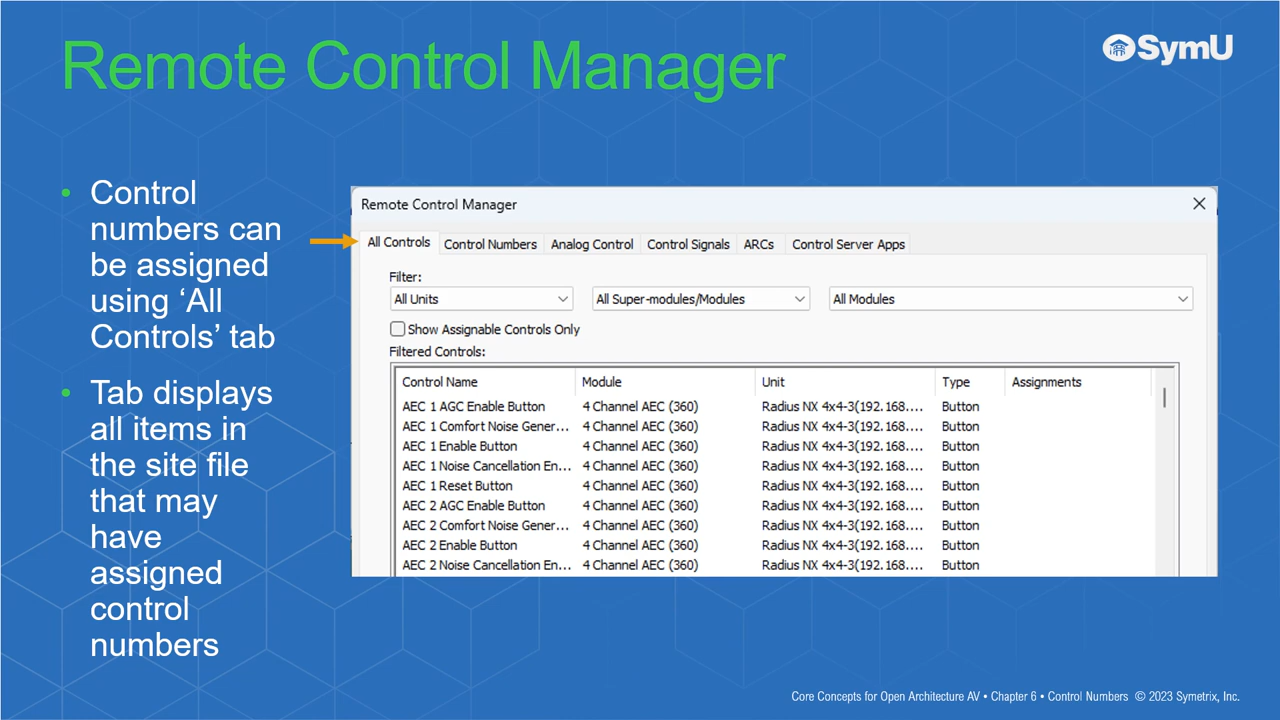 Remote Control Manager
SymU
• Control
numbers can
be assigned
using ‘All
Controls’ tab
• Tab displays
all items in
the site file
that may
have
assigned
control
numbers
Remote Control Manager
All Controls Control Numbers Analog Control Control Signals ARCs Control Server Apps
Filter:
All Units All Super-modules/Modules All Modules
Show Assignable Controls Only
Filtered Controls:
Control Name Module Unit Type Assignments
AEC 1 AGC Enable Button 4 Channel AEC (360) Radius NX 4x4-3(192.168.... Button
AEC 1 Comfort Noise Gener... 4 Channel AEC (360) Radius NX 4x4-3(192.168.... Button
AEC 1 Enable Button 4 Channel AEC (360) Radius NX 4x4-3(192.168.... Button
AEC 1 Noise Cancellation En... 4 Channel AEC (360) Radius NX 4x4-3(192.168.... Button
AEC 1 Reset Button 4 Channel AEC (360) Radius NX 4x4-3(192.168.... Button
AEC 2 AGC Enable Button 4 Channel AEC (360) Radius NX 4x4-3(192.168.... Button
AEC 2 Comfort Noise Gener... 4 Channel AEC (360) Radius NX 4x4-3(192.168.... Button
AEC 2 Enable Button 4 Channel AEC (360) Radius NX 4x4-3(192.168.... Button
AEC 2 Noise Cancellation En... 4 Channel AEC (360) Radius NX 4x4-3(192.168.... Button
Core Concepts for Open Architecture AV • Chapter 6 • Control Numbers © 2023 Symetrix, Inc.